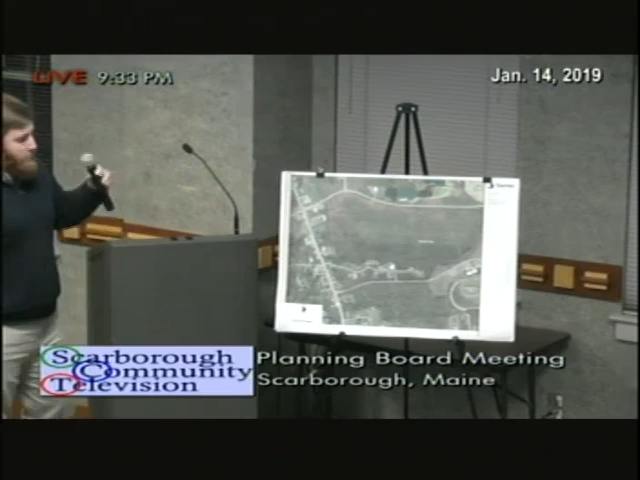 LIVE 9:33 PM
Jan. 14, 2019
Scarborough
Community
Television
Planning Board Meeting
Scarborough, Maine